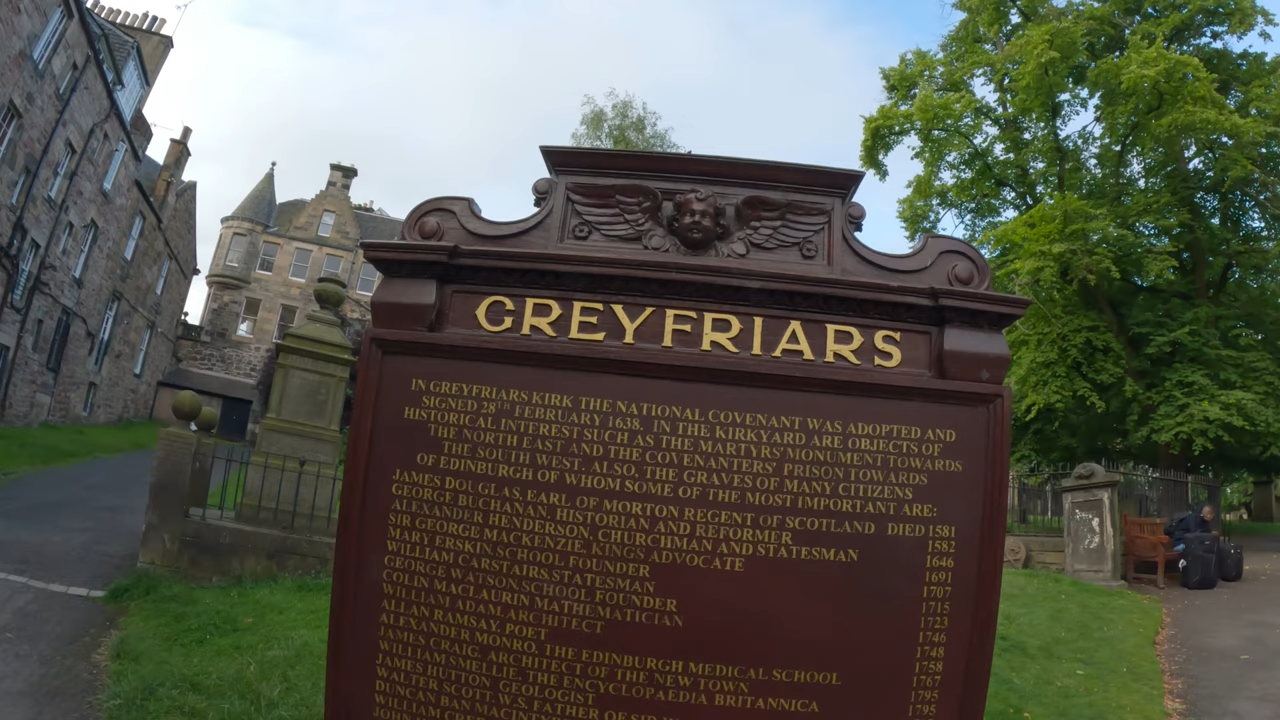 GREYFRIARS
IN GREYFRIARS KIRK THE NATIONAL COVENANT WAS ADOPTED AND
SIGNED 28TH FEBRUARY 1638. IN THE KIRKYARD ARE OBJECTS OF
HISTORICAL INTEREST SUCH AS THE MARTYRS' MONUMENT TOWARDS
THE NORTH EAST AND THE COVENANTERS' PRISON TOWARDS
THE SOUTH WEST. ALSO, THE GRAVES OF MANY CITIZENS
OF EDINBURGH OF WHOM SOME OF THE MOST IMPORTANT ARE:
JAMES DOUGLAS, EARL OF MORTON REGENT OF SCOTLAND DIED 1581
GEORGE BUCHANAN, HISTORIAN AND REFORMER 1582
ALEXANDER HENDERSON, CHURCHMAN AND STATESMAN 1646
SIR GEORGE MACKENZIE, KINGS ADVOCATE 1691
MARY ERSKIN, SCHOOL FOUNDER 1707
WILLIAM CARSTAIRS, STATESMAN 1715
GEORGE WATSON, SCHOOL FOUNDER 1723
COLIN MACLAURIN MATHEMATICIAN 1746
WILLIAM ADAM, ARCHITECT 1748
ALLAN RAMSAY, POET 1758
ALEXANDER MONRO, THE EDINBURGH MEDICAL SCHOOL 1767
JAMES CRAIG, ARCHITECT OF THE NEW TOWN 1795
WILLIAM SMELLIE, THE ENCYCLOPAEDIA BRITANNICA 1795
JAMES HUTTON, GEOLOGIST
WALTER SCOTT, W.S. FATHER OF SIR
DUNCAN BAN
WILLIAM